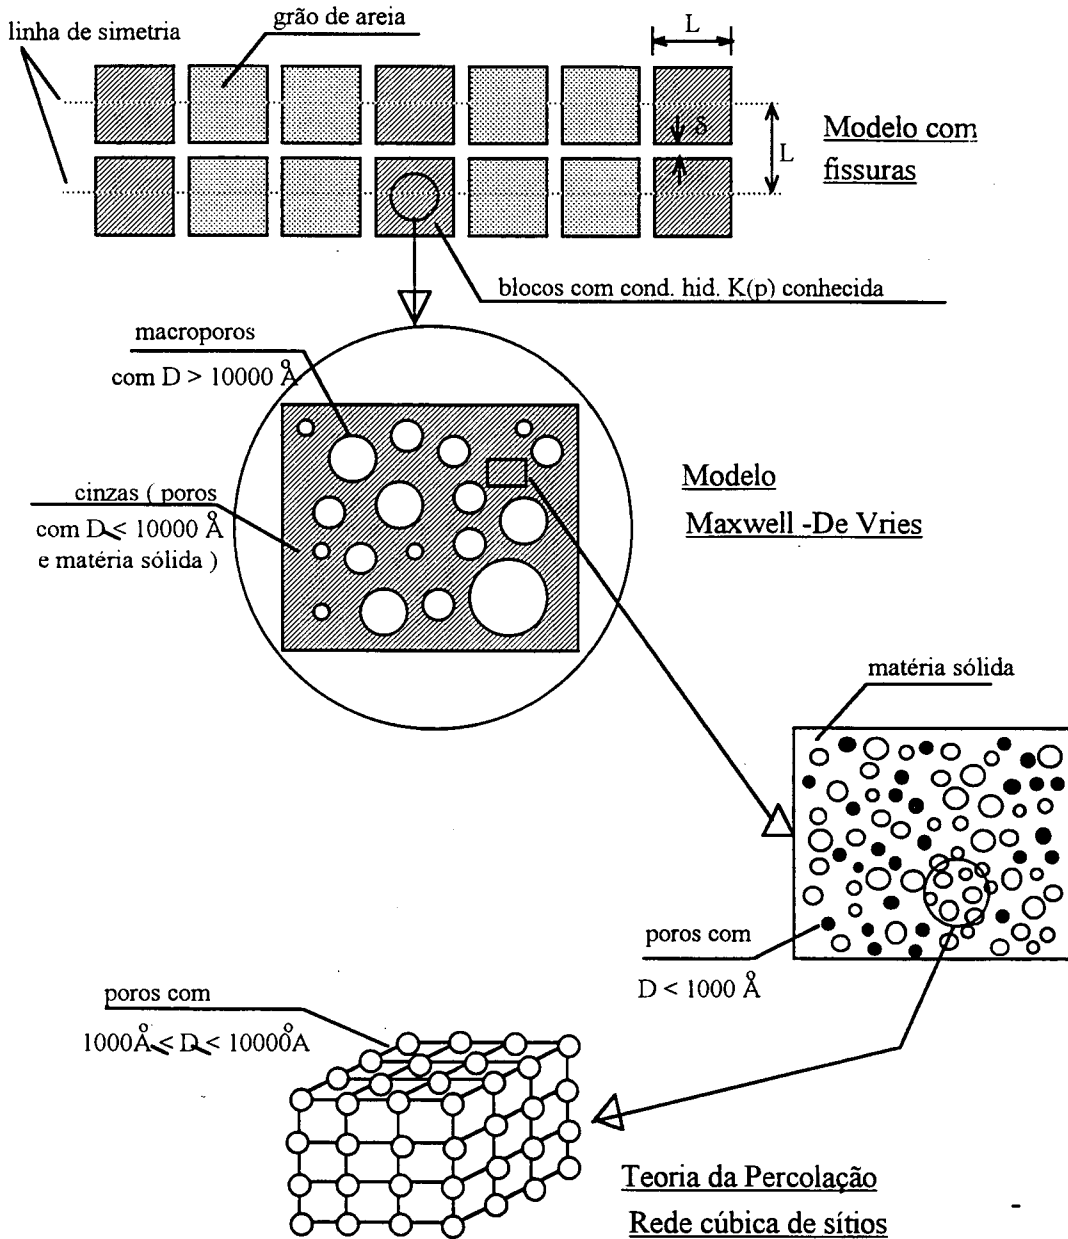 linha de simetria
grão de areia
L
δ
L
Modelo com
fissuras
blocos com cond. hid. K(p) conhecida
macroporos
com D > 10000 Å
cinzas ( poros
com D ≤ 10000 Å
e matéria sólida )
Modelo
Maxwell -De Vries
matéria sólida
poros com
D < 1000 Å
poros com
1000Å ≤ D ≤ 10000Å
Teoria da Percolação
Rede cúbica de sítios